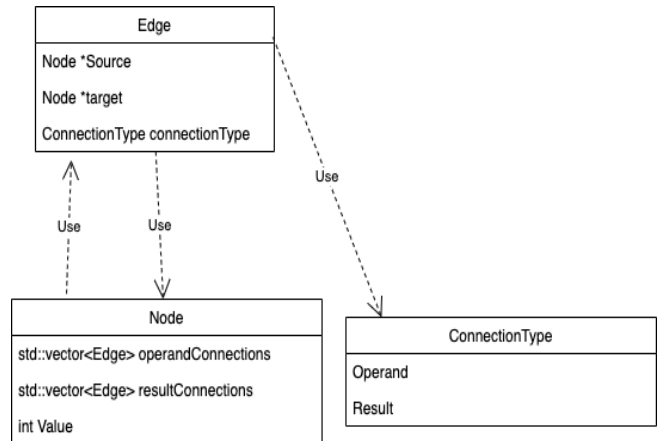 Edge
Node *Source
Node *target
ConnectionType connectionType
Use
Use
Use
Node
std::vector<Edge> operandConnections
std::vector<Edge> resultConnections
int Value
ConnectionType
Operand
Result